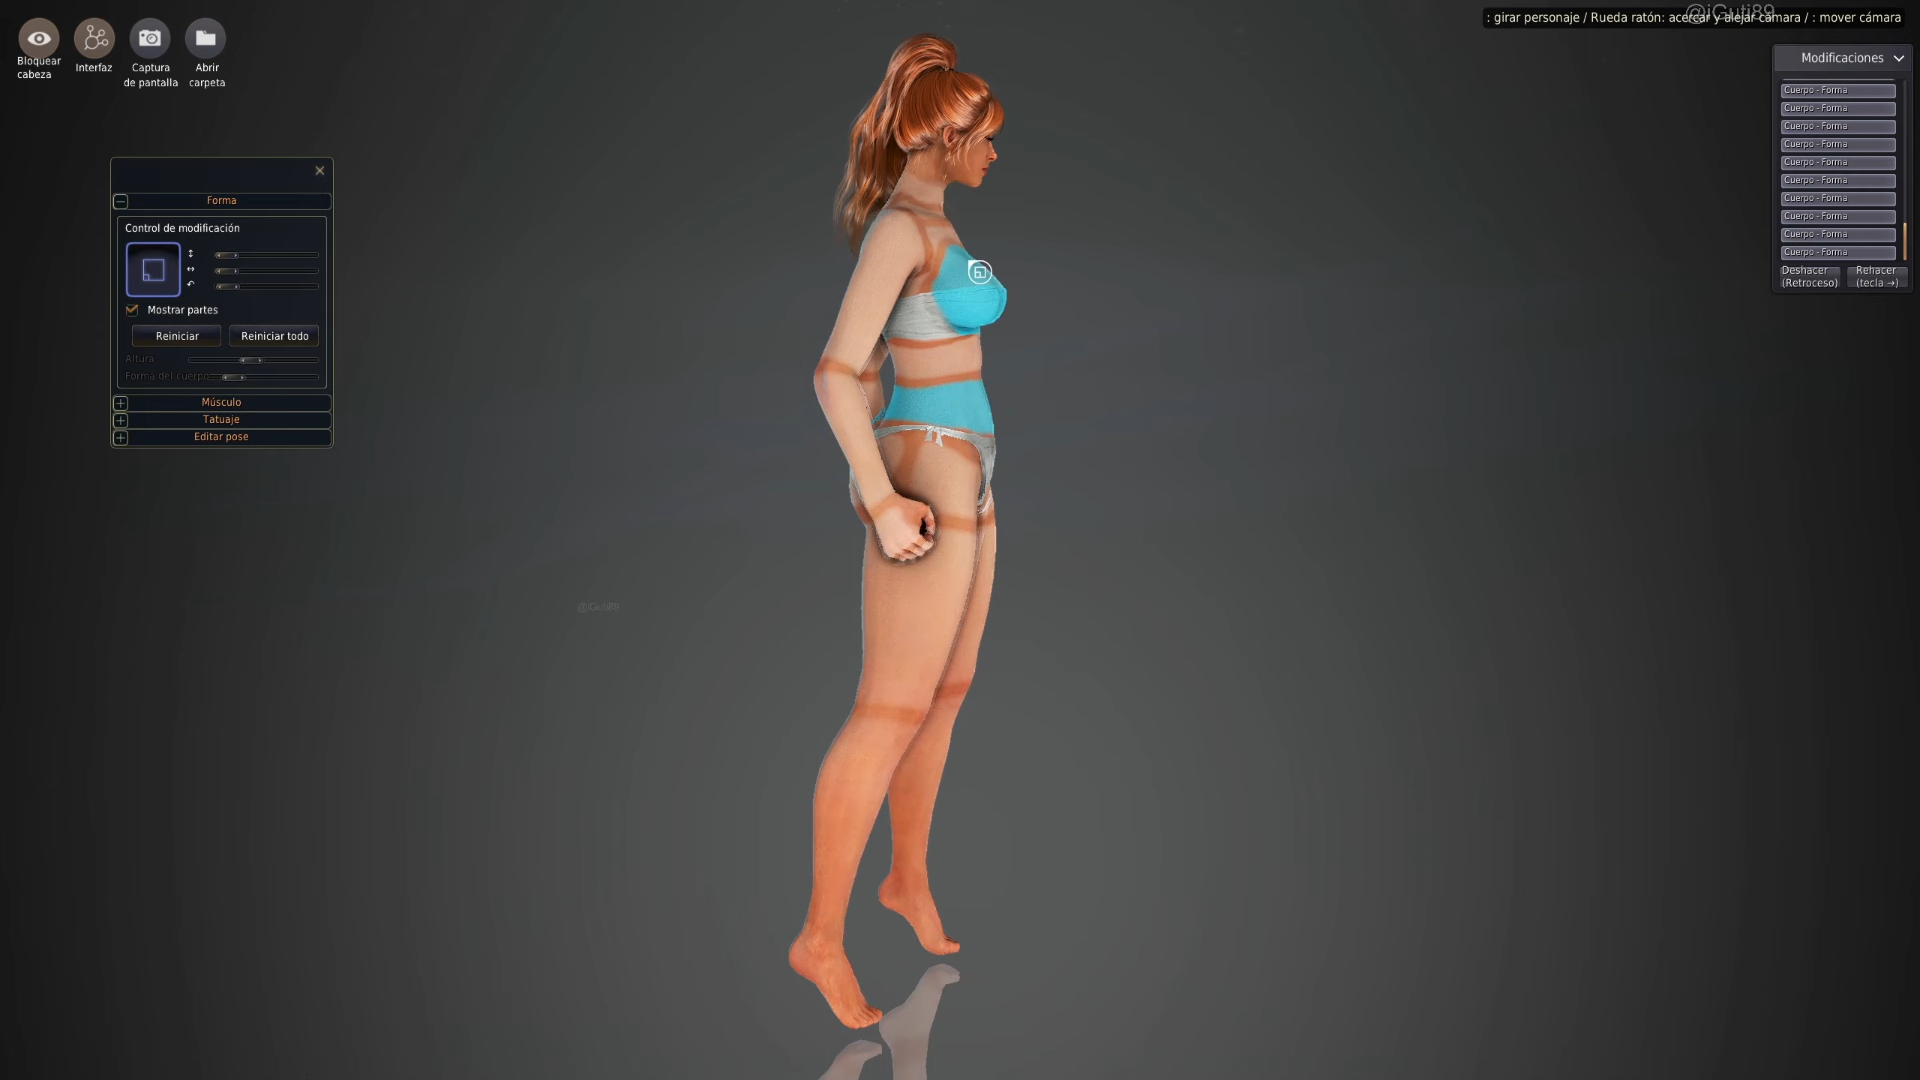 : girar personaje / Rueda ratón: acercar y alejar cámara / : mover cámara
@iGuti89
Bloquear cabeza
Interfaz
Captura de pantalla
Abrir carpeta
Modificaciones
Cuerpo - Forma
Cuerpo - Forma
Cuerpo - Forma
Cuerpo - Forma
Cuerpo - Forma
Cuerpo - Forma
Cuerpo - Forma
Cuerpo - Forma
Cuerpo - Forma
Cuerpo - Forma
Deshacer (Retroceso)
Rehacer (tecla →)
Forma
Control de modificación
Mostrar partes
Reiniciar
Reiniciar todo
Altura
Forma del cuerpo
Músculo
Tatuaje
Editar pose
@iGuti89